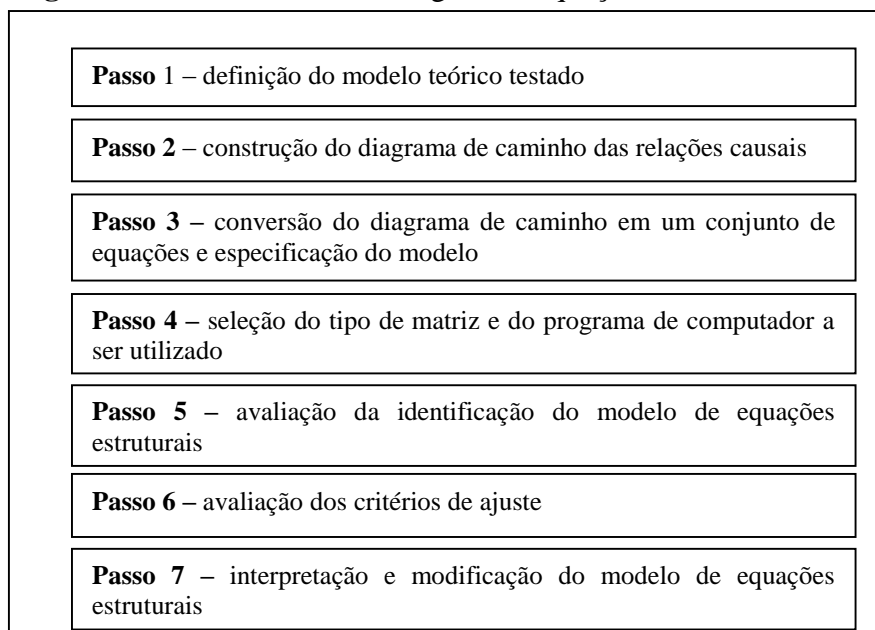 Passo 1 – definição do modelo teórico testado
Passo 2 – construção do diagrama de caminho das relações causais
Passo 3 – conversão do diagrama de caminho em um conjunto de
equações e especificação do modelo
Passo 4 – seleção do tipo de matriz e do programa de computador a
ser utilizado
Passo 5 – avaliação da identificação do modelo de equações
estruturais
Passo 6 – avaliação dos critérios de ajuste
Passo 7 – interpretação e modificação do modelo de equações
estruturais